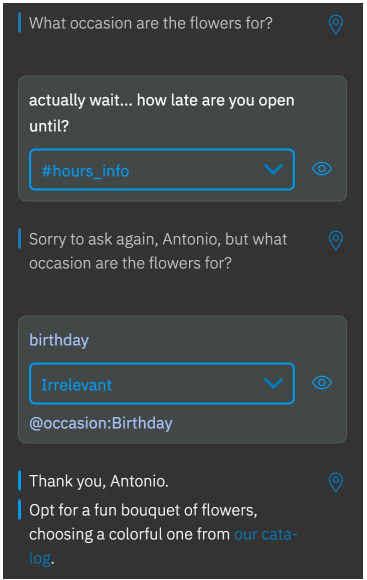 What occasion are the flowers for?
actually wait... how late are you open
until?
#hours_info
Sorry to ask again, Antonio, but what
occasion are the flowers for?
birthday
Irrelevant
@occasion:Birthday
Thank you, Antonio.
Opt for a fun bouquet of flowers,
choosing a colorful one from our cata-
log.